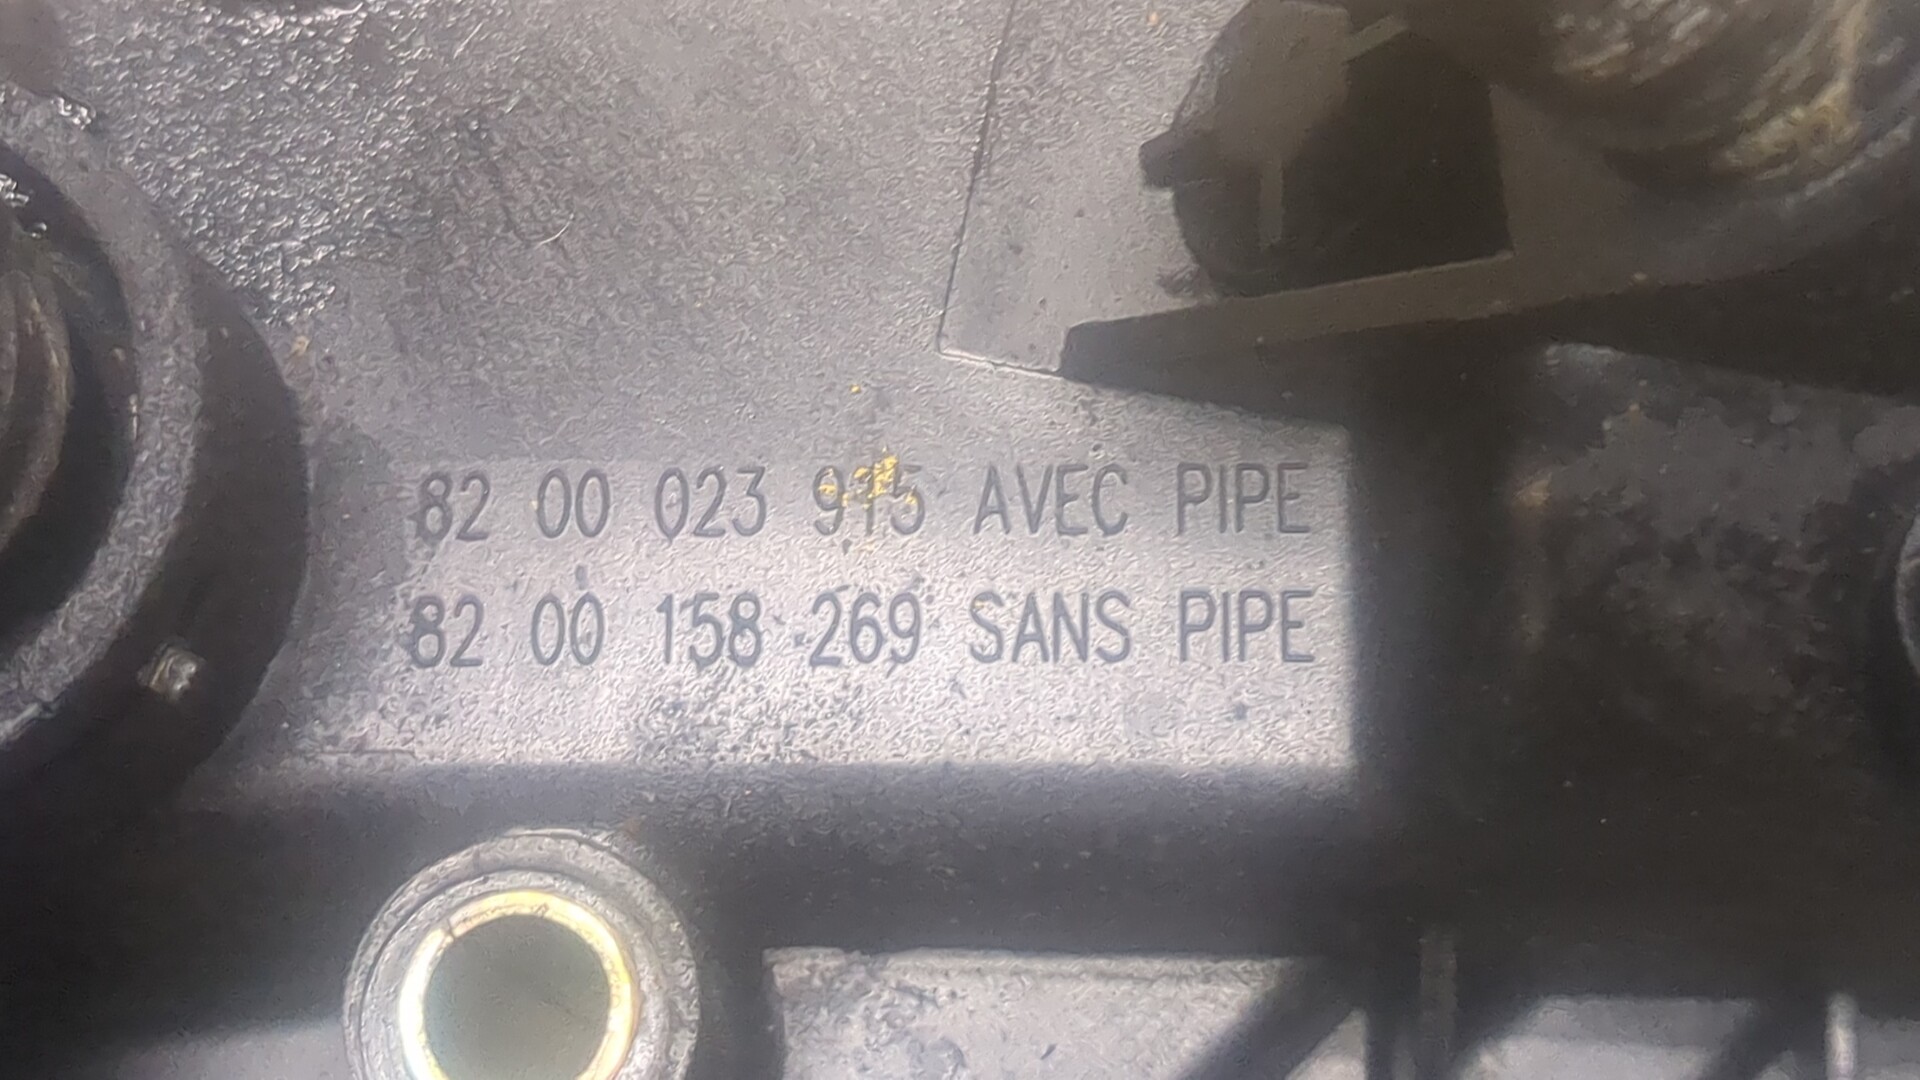 82 00 023 915 AVEC PIPE
82 00 158 269 SANS PIPE